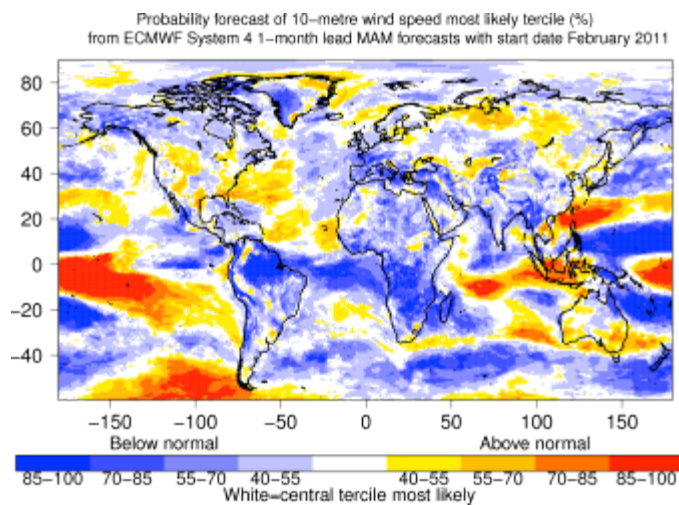 Probability forecast of 10-metre wind speed most likely tercile (%)
from ECMWF System 4 1-month lead MAM forecasts with start date February 2011
80
60
40
20
0
-20
-40
-150 -100 -50 0 50 100 150
Below normal Above normal
85-100 70-85 55-70 40-55 40-55 55-70 70-85 85-100
White=central tercile most likely